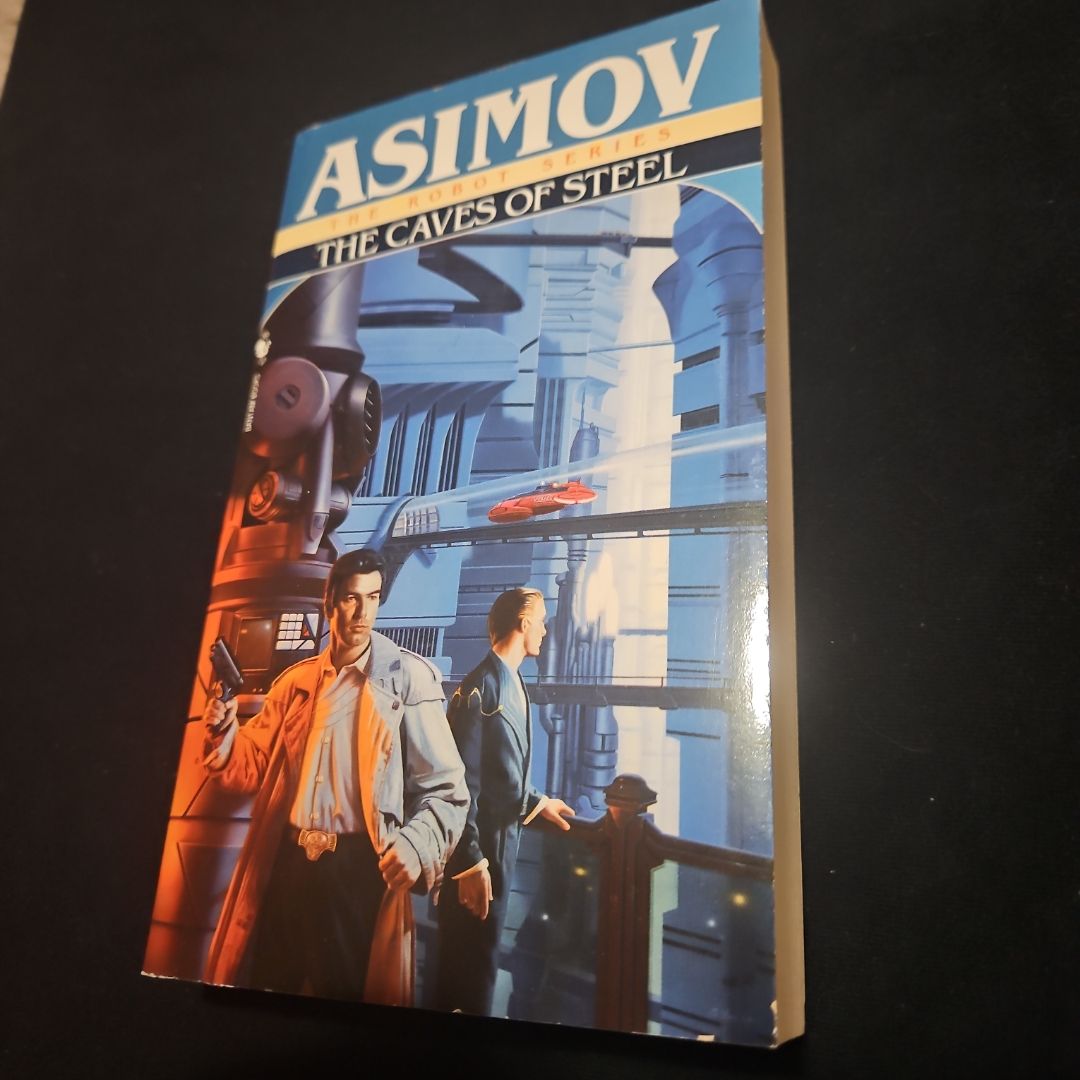 ASIMOV
THE ROBOT SERIES
THE CAVES OF STEEL